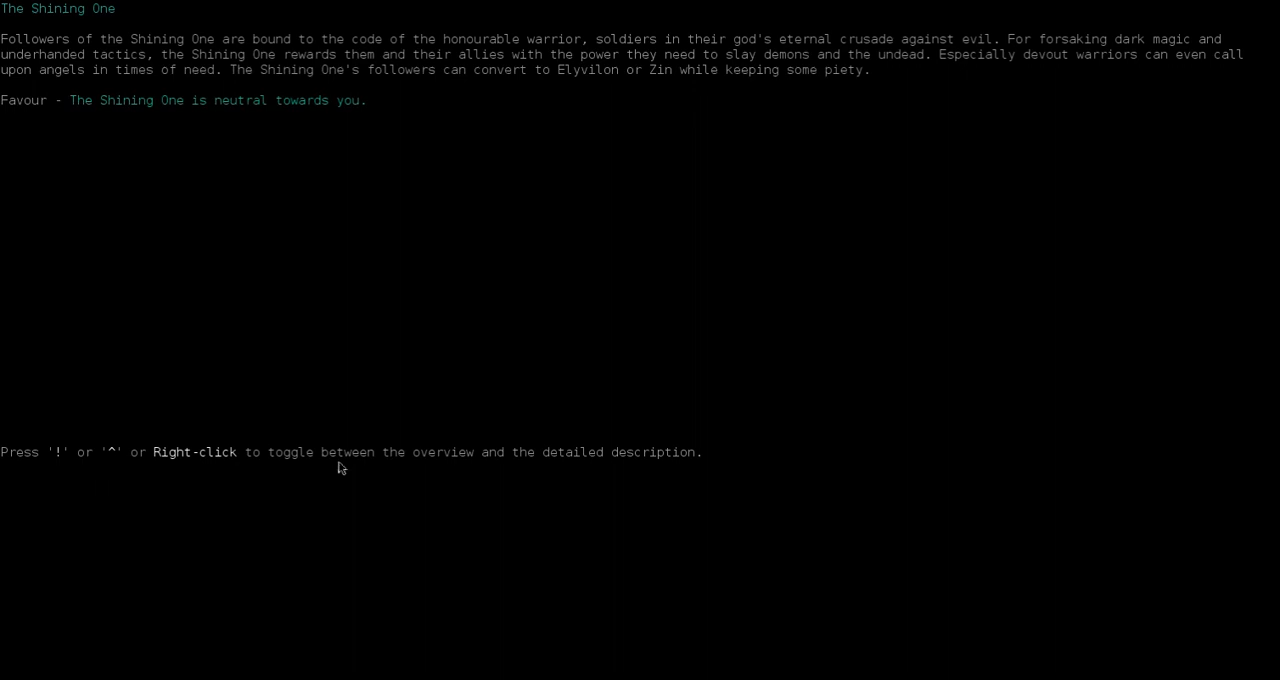 The Shining One
Followers of the Shining One are bound to the code of the honourable warrior, soldiers in their god's eternal crusade against evil. For forsaking dark magic and
underhanded tactics, the Shining One rewards them and their allies with the power they need to slay demons and the undead. Especially devout warriors can even call
upon angels in times of need. The Shining One's followers can convert to Elyvilon or Zin while keeping some piety.
Favour - The Shining One is neutral towards you.
Press '!' or '^' or Right-click to toggle between the overview and the detailed description.